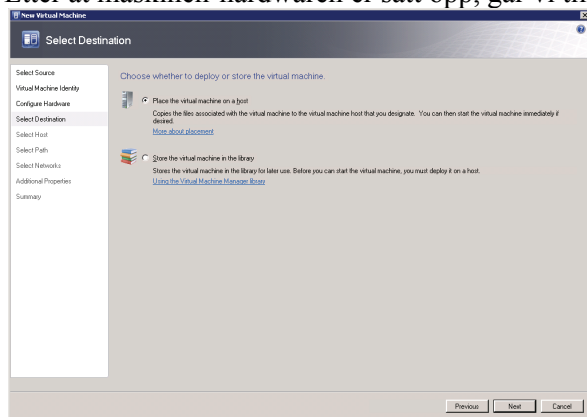 Etter at maskinen hardwaren er satt opp, går vi
New Virtual Machine
Select Destination
Select Source
Virtual Machine Identity
Configure Hardware
Select Destination
Select Host
Select Path
Select Networks
Additional Properties
Summary
Choose whether to deploy or store the virtual machine.
Place the virtual machine on a host
Copies the files associated with the virtual machine to the virtual machine host that you designate. You can then start the virtual machine immediately if
desired.
More about placement
Store the virtual machine in the library
Stores the virtual machine in the library for later use. Before you can start the virtual machine, you must deploy it on a host.
Using the Virtual Machine Manager library
Previous
Next
Cancel